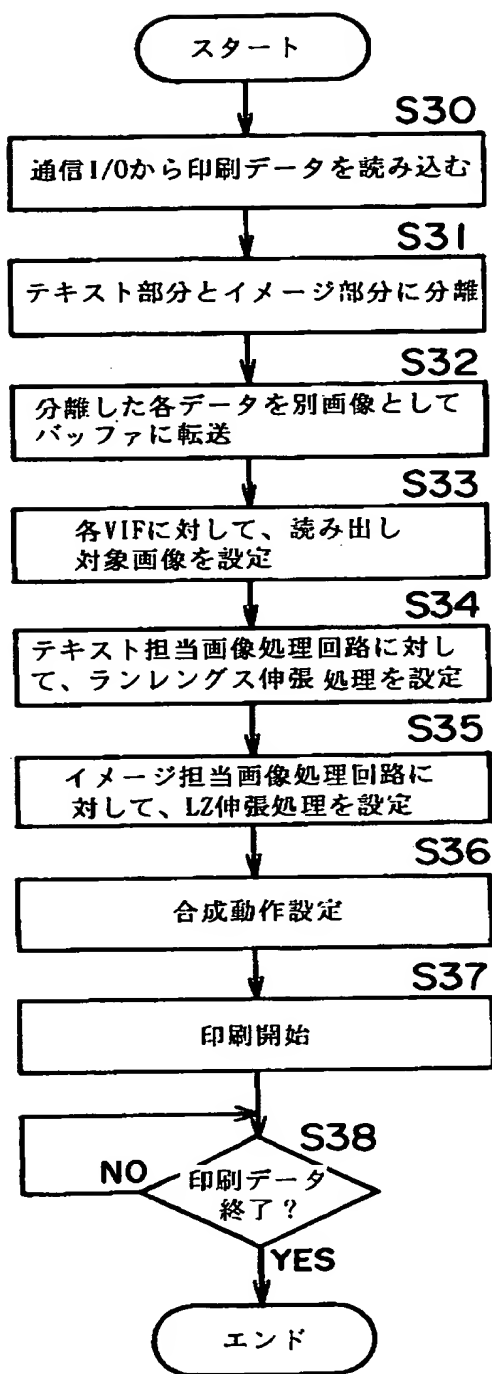 スタート
S30
通信I/Oから印刷データを読み込む
S31
テキスト部分とイメージ部分に分離
S32
分離した各データを別画像として
バッファに転送
S33
各VIFに対して、読み出し
対象画像を設定
S34
テキスト担当画像処理回路に対し
て、ランレングス伸張 処理を設定
S35
イメージ担当画像処理回路に
対して、LZ伸張処理を設定
S36
合成動作設定
S37
印刷開始
S38
NO
印刷データ
終了?
YES
エンド